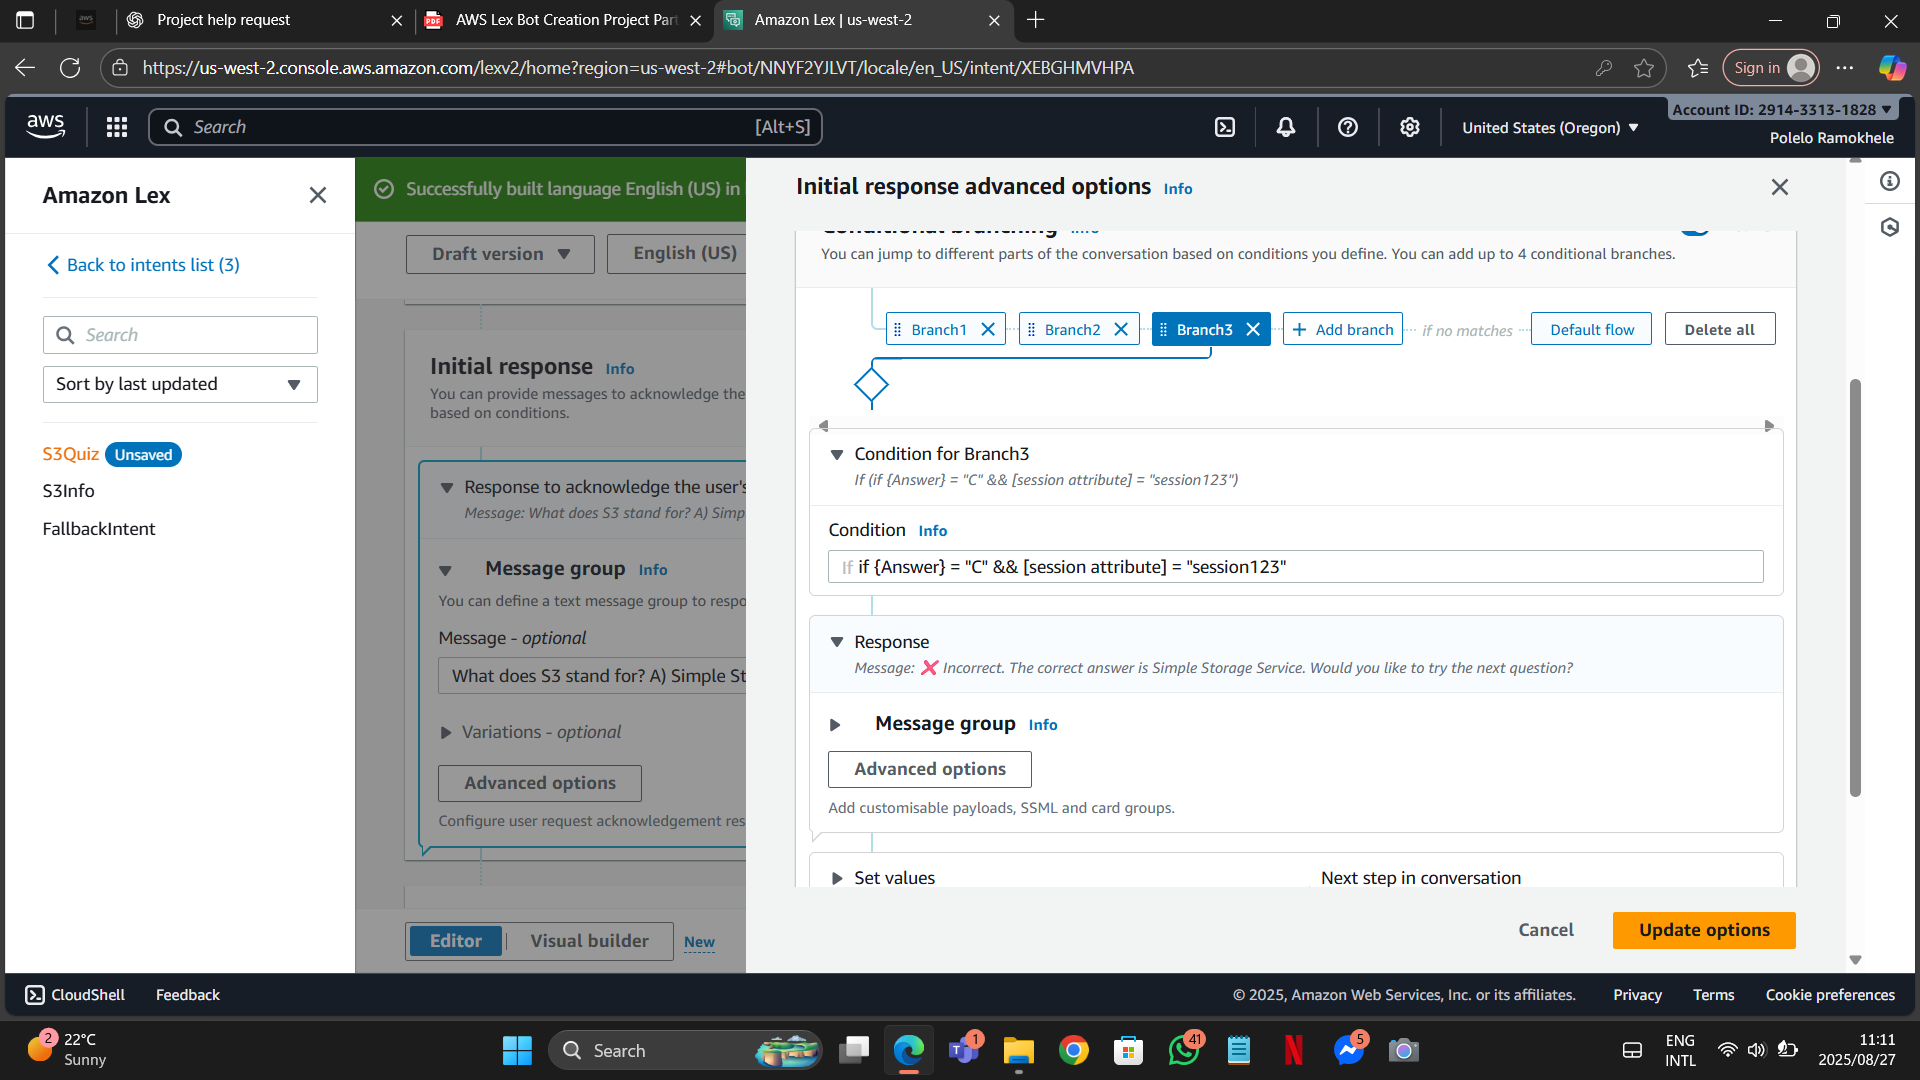 Project help request
AWS Lex Bot Creation Project Part
Amazon Lex | us-west-2
https://us-west-2.console.aws.amazon.com/lexv2/home?region=us-west-2#bot/NNYF2YJLVT/locale/en_US/intent/XEBGHMVHPA
Sign in
aws
Search
[Alt+S]
United States (Oregon)
Account ID: 2914-3313-1828
Polelo Ramokhele
Amazon Lex
Back to intents list (3)
Search
Sort by last updated
S3Quiz Unsaved
S3Info
FallbackIntent
Successfully built language English (US) in
Draft version
English (US)
Initial response Info
You can provide messages to acknowledge the
based on conditions.
Response to acknowledge the user's
Message: What does S3 stand for? A) Simp
Message group Info
You can define a text message group to respo
Message - optional
What does S3 stand for? A) Simple St
Variations - optional
Advanced options
Configure user request acknowledgement res
Editor
Visual builder
New
Initial response advanced options Info
Conditional branching Info
You can jump to different parts of the conversation based on conditions you define. You can add up to 4 conditional branches.
Branch1
Branch2
Branch3
Add branch
if no matches
Default flow
Delete all
Condition for Branch3
If (if {Answer} = "C" && [session attribute] = "session123")
Condition Info
If if {Answer} = "C" && [session attribute] = "session123"
Response
Message: ❌ Incorrect. The correct answer is Simple Storage Service. Would you like to try the next question?
Message group Info
Advanced options
Add customisable payloads, SSML and card groups.
Set values
Next step in conversation
Cancel
Update options
CloudShell
Feedback
© 2025, Amazon Web Services, Inc. or its affiliates.
Privacy
Terms
Cookie preferences
2
22°C
Sunny
Search
1
41
5
ENG
INTL
11:11
2025/08/27